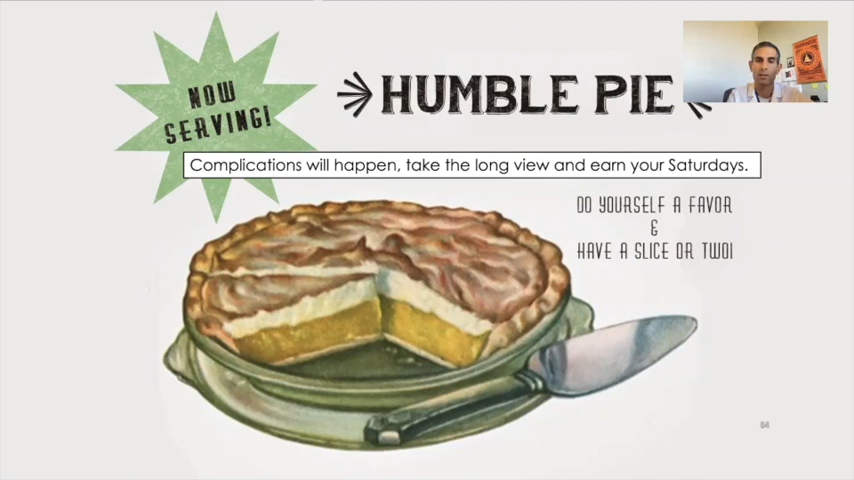 NOW
SERVING!
HUMBLE PIE
Complications will happen, take the long view and earn your Saturdays.
DO YOURSELF A FAVOR
&
HAVE A SLICE OR TWO!
84